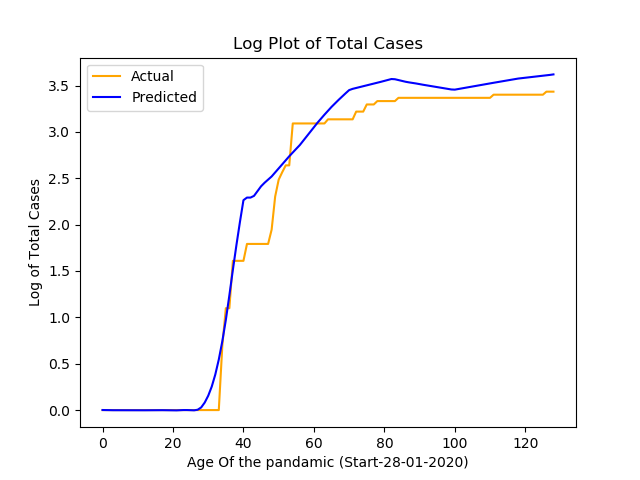 Log Plot of Total Cases
Actual
Predicted
Log of Total Cases
3.5
3.0
2.5
2.0
1.5
1.0
0.5
0.0
0 20 40 60 80 100 120
Age Of the pandamic (Start-28-01-2020)